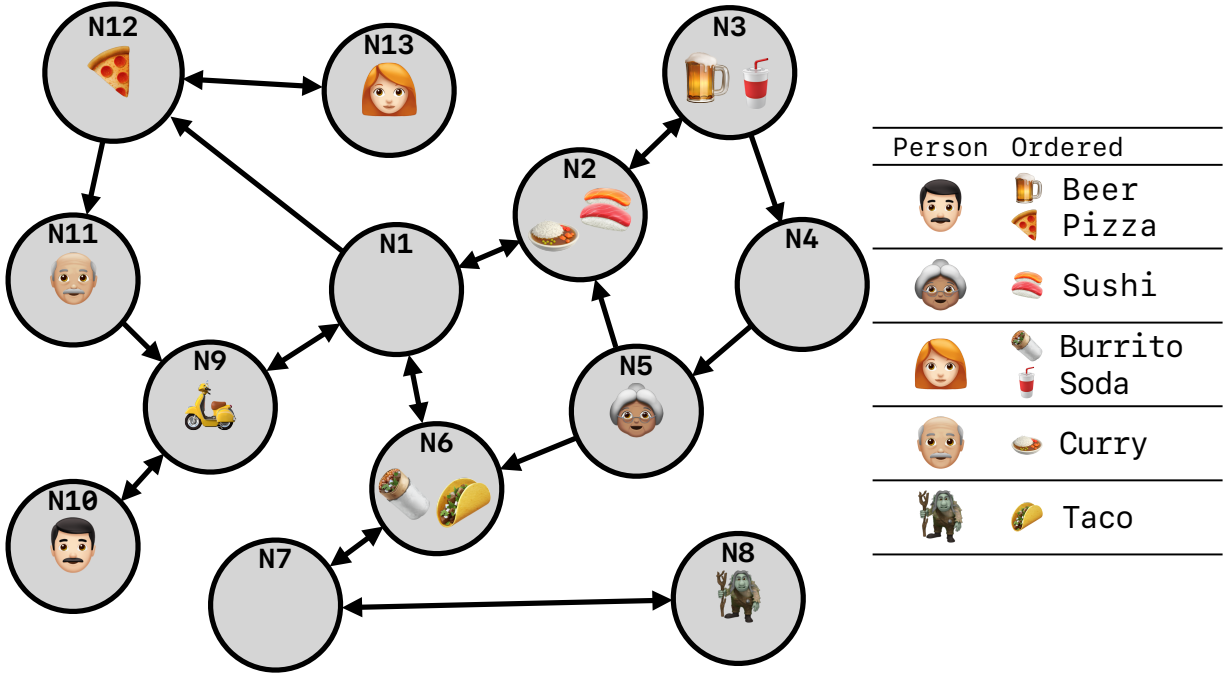 N12
N13
N3
N2
N11
N1
N4
N9
N5
N6
N10
N7
N8
Person Ordered
Beer
Pizza
Sushi
Burrito
Soda
Curry
Taco